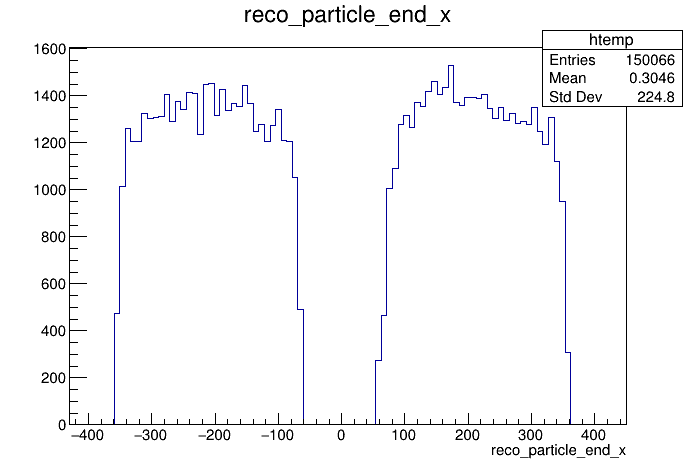 reco_particle_end_x
htemp
Entries 150066
Mean 0.3046
Std Dev 224.8
1600
1400
1200
1000
800
600
400
200
0
−400 −300 −200 −100 0 100 200 300 400
reco_particle_end_x